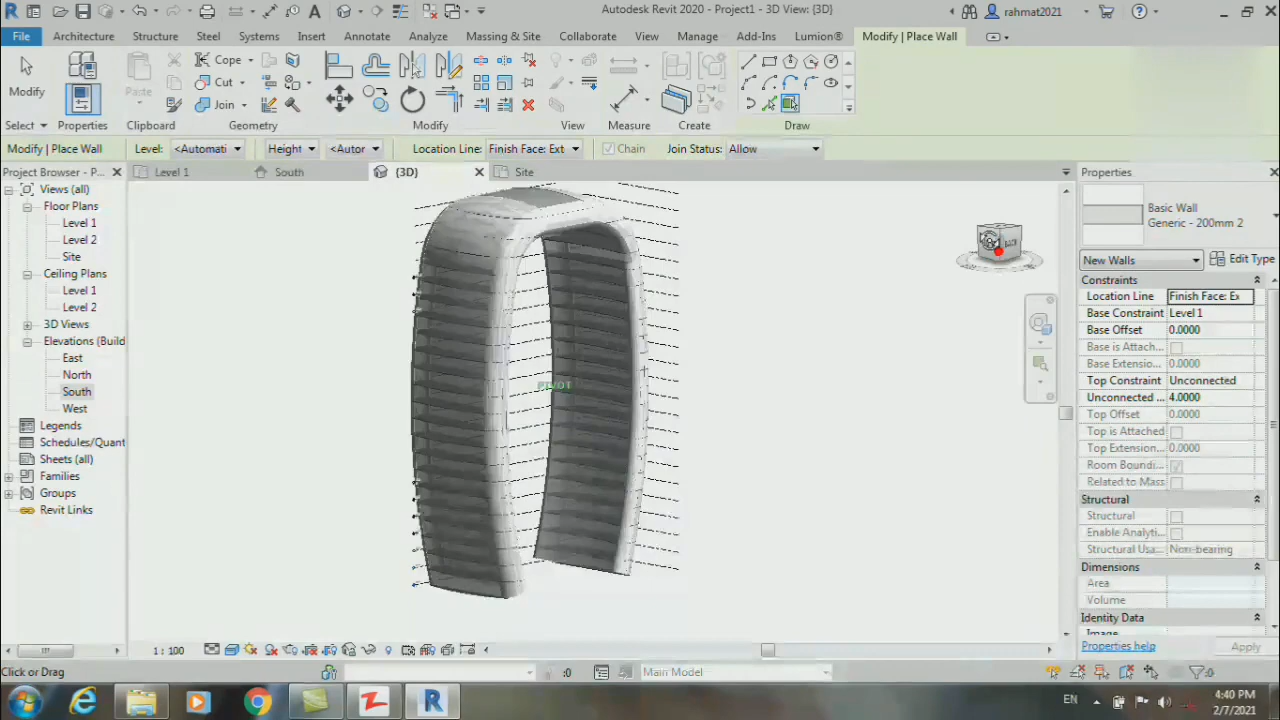 Autodesk Revit 2020 - Project1 - 3D View: {3D}
rahmat2021
File Architecture Structure Steel Systems Insert Annotate Analyze Massing & Site Collaborate View Manage Add-Ins Lumion® Modify | Place Wall
Modify
Paste
Cope
Cut
Join
Select Properties Clipboard Geometry Modify View Measure Create Draw
Modify | Place Wall Level: <Automati Height <Autor Location Line: Finish Face: Ext Chain Join Status: Allow
Project Browser - P...
Level 1 South {3D} Site
Properties
Views (all)
Floor Plans
Level 1
Level 2
Site
Ceiling Plans
Level 1
Level 2
3D Views
Elevations (Build
East
North
South
West
Legends
Schedules/Quant
Sheets (all)
Families
Groups
Revit Links
BACK
PIVOT
Basic Wall
Generic - 200mm 2
New Walls Edit Type
Constraints
Location Line Finish Face: Ex
Base Constraint Level 1
Base Offset 0.0000
Base is Attach...
Base Extensio... 0.0000
Top Constraint Unconnected
Unconnected ... 4.0000
Top Offset 0.0000
Top is Attached
Top Extension... 0.0000
Room Boundi...
Related to Mass
Structural
Structural
Enable Analyti...
Structural Usa... Non-bearing
Dimensions
Area
Volume
Identity Data
Image
Properties help Apply
1 : 100
Click or Drag :0 Main Model :0
EN 4:40 PM
2/7/2021